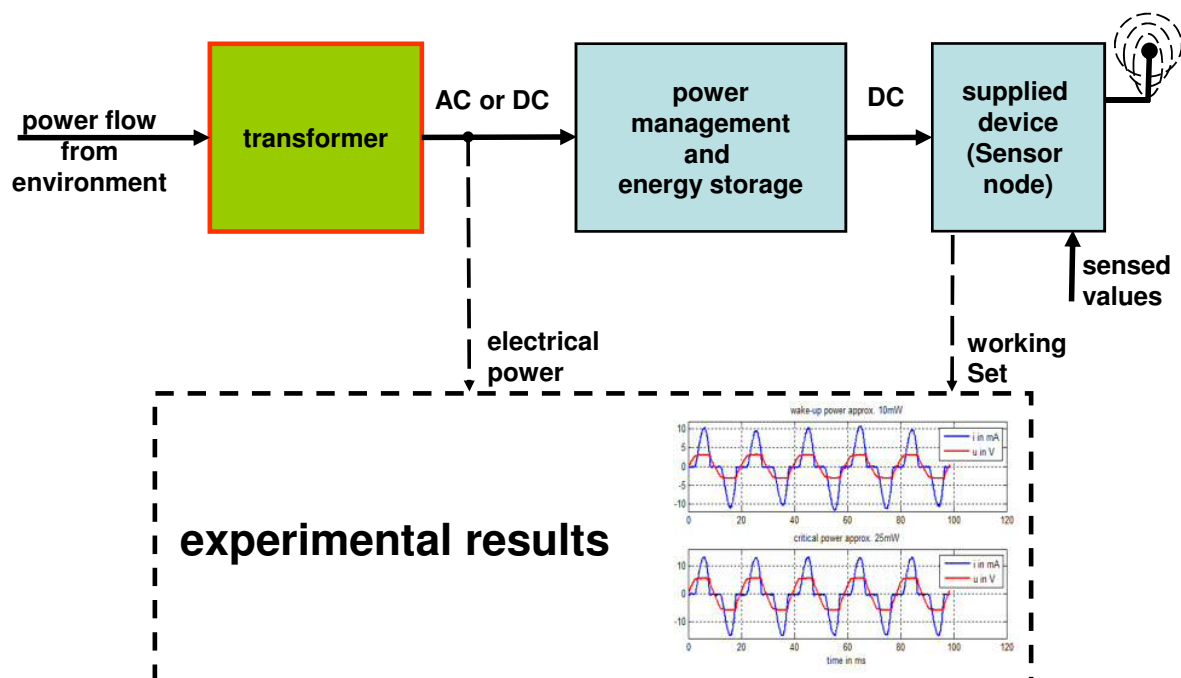 power flow
from
environment
transformer
AC or DC
power
management
and
energy storage
DC
supplied
device
(Sensor
node)
sensed
values
electrical
power
working
Set
experimental results
wake-up power approx. 10mW
10
5
0
-5
-10
i in mA
u in V
0
20
40
60
80
100
120
critical power approx. 25mW
10
0
-10
i in mA
u in V
0
20
40
60
80
100
120
time in ms